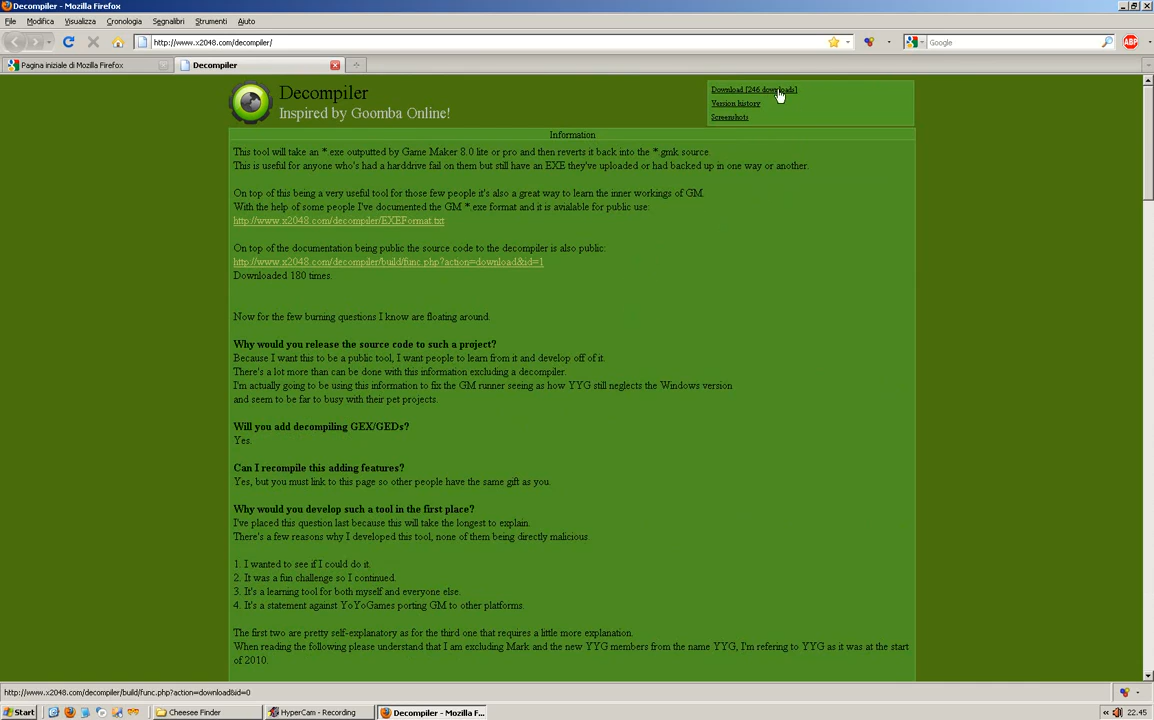 Decompiler - Mozilla Firefox
File Modifica Visualizza Cronologia Segnalibri Strumenti Aiuto
http://www.x2048.com/decompiler/
Google
ABP
Pagina iniziale di Mozilla Firefox
Decompiler
Decompiler
Inspired by Goomba Online!
Download [246 downloads]
Version history
Screenshots
Information
This tool will take an *.exe outputted by Game Maker 8.0 lite or pro and then reverts it back into the *.gmk source
This is useful for anyone who's had a harddrive fail on them but still have an EXE they've uploaded or had backed up in one way or another.
On top of this being a very useful tool for those few people it's also a great way to learn the inner workings of GM.
With the help of some people I've documented the GM *.exe format and it is avialable for public use:
http://www.x2048.com/decompiler/EXEFormat.txt
On top of the documentation being public the source code to the decompiler is also public:
http://www.x2048.com/decompiler/build/func.php?action=download&id=1
Downloaded 180 times.
Now for the few burning questions I know are floating around.
Why would you release the source code to such a project?
Because I want this to be a public tool, I want people to learn from it and develop off of it.
There's a lot more than can be done with this information excluding a decompiler.
I'm actually going to be using this information to fix the GM runner seeing as how YYG still neglects the Windows version
and seem to be far to busy with their pet projects.
Will you add decompiling GEX/GEDs?
Yes.
Can I recompile this adding features?
Yes, but you must link to this page so other people have the same gift as you.
Why would you develop such a tool in the first place?
I've placed this question last because this will take the longest to explain.
There's a few reasons why I developed this tool, none of them being directly malicious.
1. I wanted to see if I could do it.
2. It was a fun challenge so I continued.
3. It's a learning tool for both myself and everyone else.
4. It's a statement against YoYoGames porting GM to other platforms.
The first two are pretty self-explanatory as for the third one that requires a little more explanation.
When reading the following please understand that I am excluding Mark and the new YYG members from the name YYG, I'm refering to YYG as it was at the start
of 2010.
http://www.x2048.com/decompiler/build/func.php?action=download&id=0
Start
Cheesee Finder
HyperCam - Recording
Decompiler - Mozilla F...
22.45